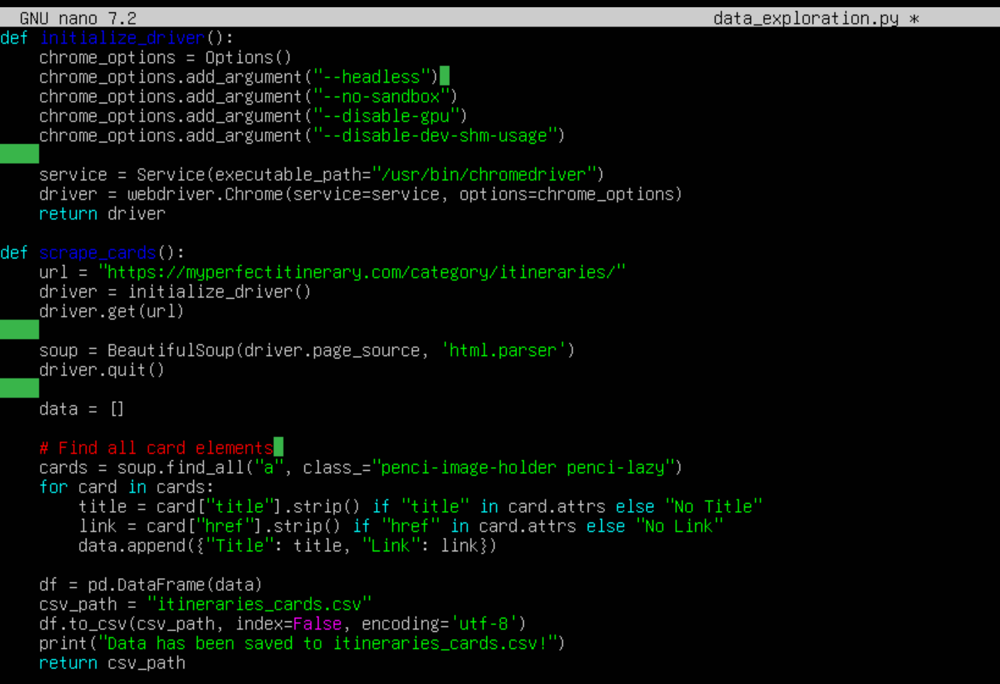 GNU nano 7.2 data_exploration.py *
def initialize_driver():
    chrome_options = Options()
    chrome_options.add_argument("--headless")
    chrome_options.add_argument("--no-sandbox")
    chrome_options.add_argument("--disable-gpu")
    chrome_options.add_argument("--disable-dev-shm-usage")
    service = Service(executable_path="/usr/bin/chromedriver")
    driver = webdriver.Chrome(service=service, options=chrome_options)
    return driver
def scrape_cards():
    url = "https://myperfectitinerary.com/category/itineraries/"
    driver = initialize_driver()
    driver.get(url)
    soup = BeautifulSoup(driver.page_source, 'html.parser')
    driver.quit()
    data = []
    # Find all card elements
    cards = soup.find_all("a", class_="penci-image-holder penci-lazy")
    for card in cards:
        title = card["title"].strip() if "title" in card.attrs else "No Title"
        link = card["href"].strip() if "href" in card.attrs else "No Link"
        data.append({"Title": title, "Link": link})
    df = pd.DataFrame(data)
    csv_path = "itineraries_cards.csv"
    df.to_csv(csv_path, index=False, encoding='utf-8')
    print("Data has been saved to itineraries_cards.csv!")
    return csv_path